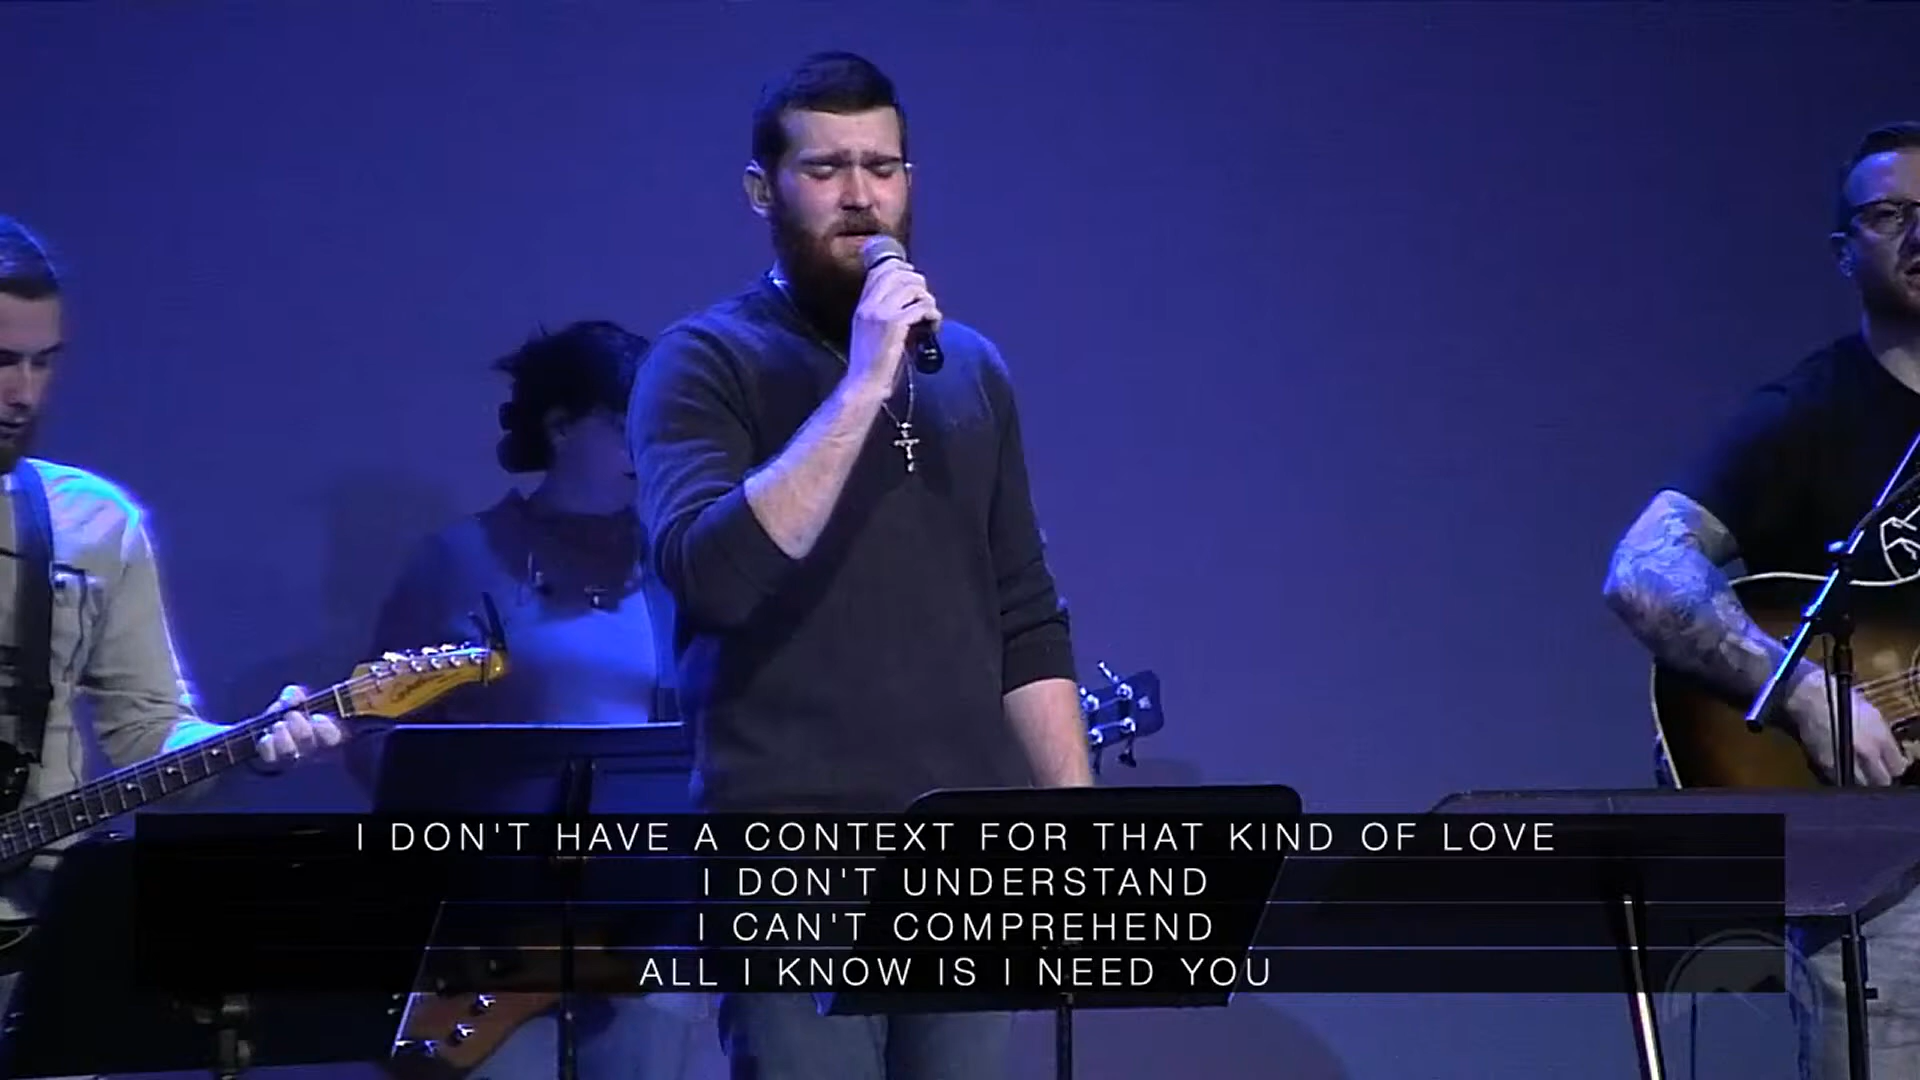 I DON'T HAVE A CONTEXT FOR THAT KIND OF LOVE
I DON'T UNDERSTAND
I CAN'T COMPREHEND
ALL I KNOW IS I NEED YOU